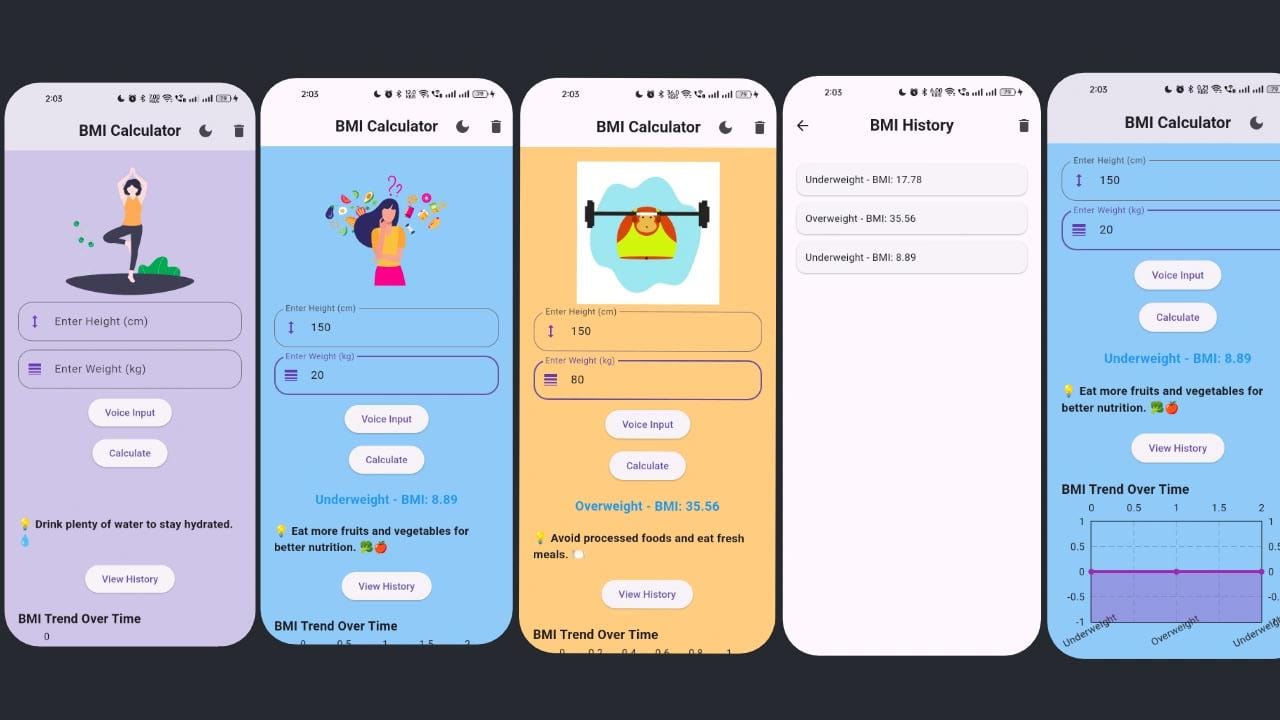 2:03
79
BMI Calculator
Enter Height (cm)
Enter Weight (kg)
Voice Input
Calculate
💡 Drink plenty of water to stay hydrated.
💧
View History
BMI Trend Over Time
0
2:03
79
BMI Calculator
Enter Height (cm)
150
Enter Weight (kg)
20
Voice Input
Calculate
Underweight - BMI: 8.89
💡 Eat more fruits and vegetables for
better nutrition. 🥦🍎
View History
BMI Trend Over Time
0 0.5 1 1.5 2
2:03
79
BMI Calculator
Enter Height (cm)
150
Enter Weight (kg)
80
Voice Input
Calculate
Overweight - BMI: 35.56
💡 Avoid processed foods and eat fresh
meals. 🍽️
View History
BMI Trend Over Time
0 0.2 0.4 0.6 0.8 1
2:03
79
BMI History
Underweight - BMI: 17.78
Overweight - BMI: 35.56
Underweight - BMI: 8.89
2:03
BMI Calculator
Enter Height (cm)
150
Enter Weight (kg)
20
Voice Input
Calculate
Underweight - BMI: 8.89
💡 Eat more fruits and vegetables for
better nutrition. 🥦🍎
View History
BMI Trend Over Time
0 0.5 1 1.5 2
1 1
0.5 0.5
0 0
-0.5
-1
Underweight Overweight